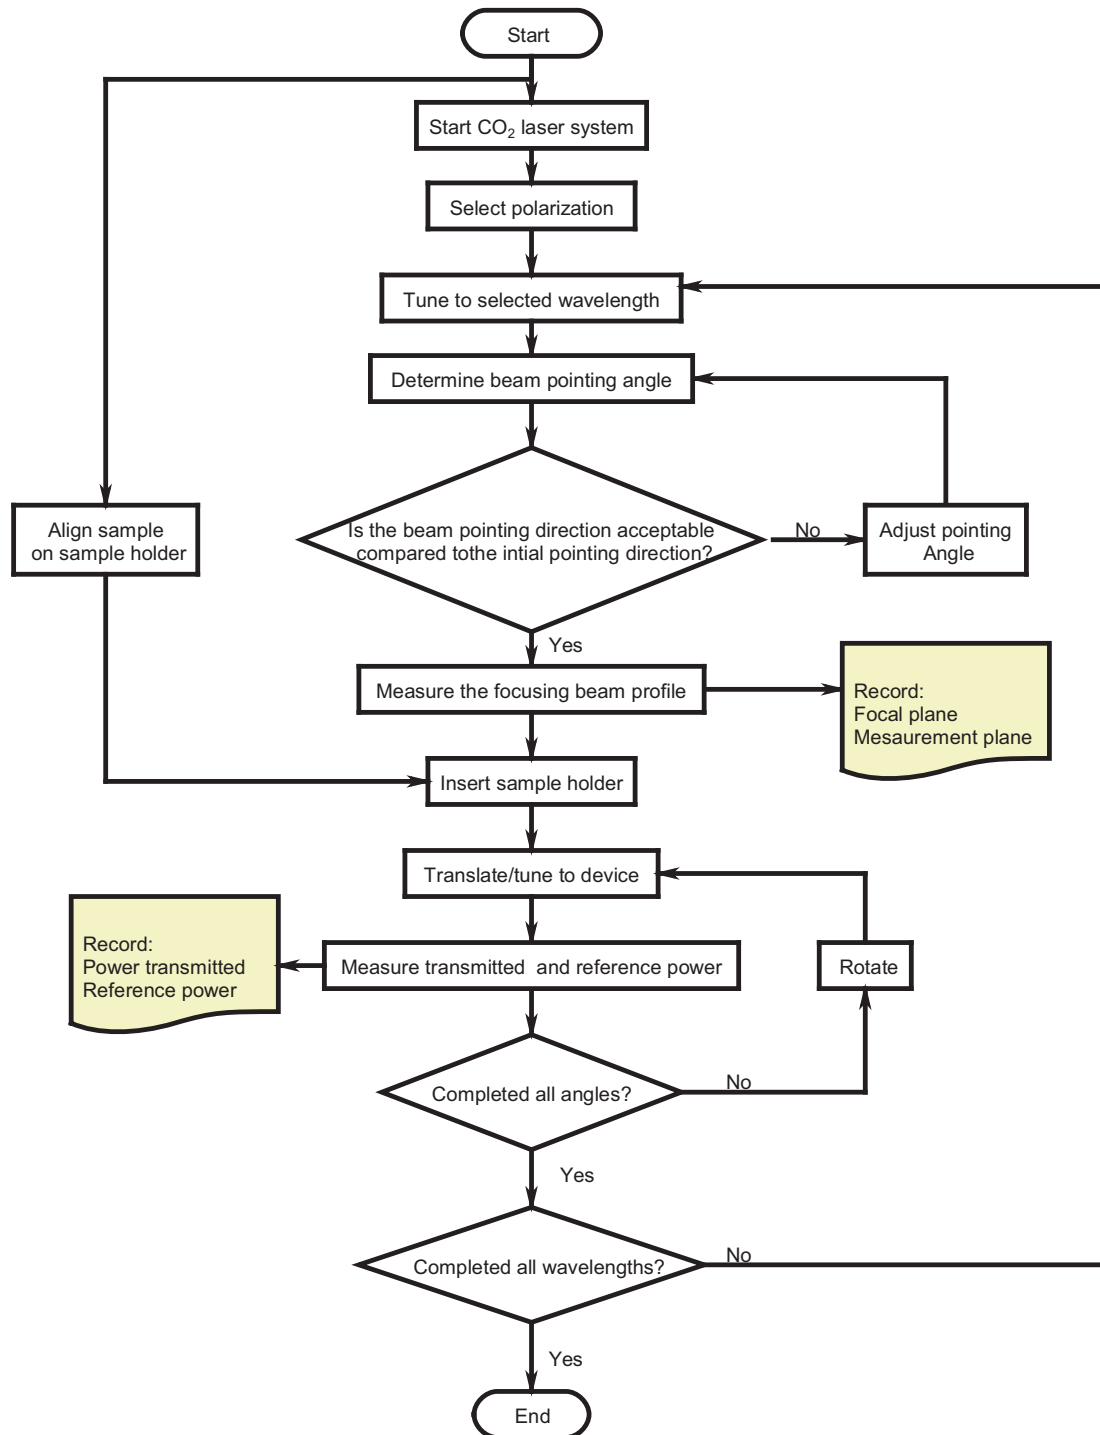 Start
Start CO₂ laser system
Select polarization
Tune to selected wavelength
Determine beam pointing angle
Align sample
on sample holder
Is the beam pointing direction acceptable
compared tothe intial pointing direction?
No
Adjust pointing
Angle
Yes
Measure the focusing beam profile
Record:
Focal plane
Mesaurement plane
Insert sample holder
Translate/tune to device
Record:
Power transmitted
Reference power
Measure transmitted and reference power
Rotate
Completed all angles?
No
Yes
Completed all wavelengths?
No
Yes
End